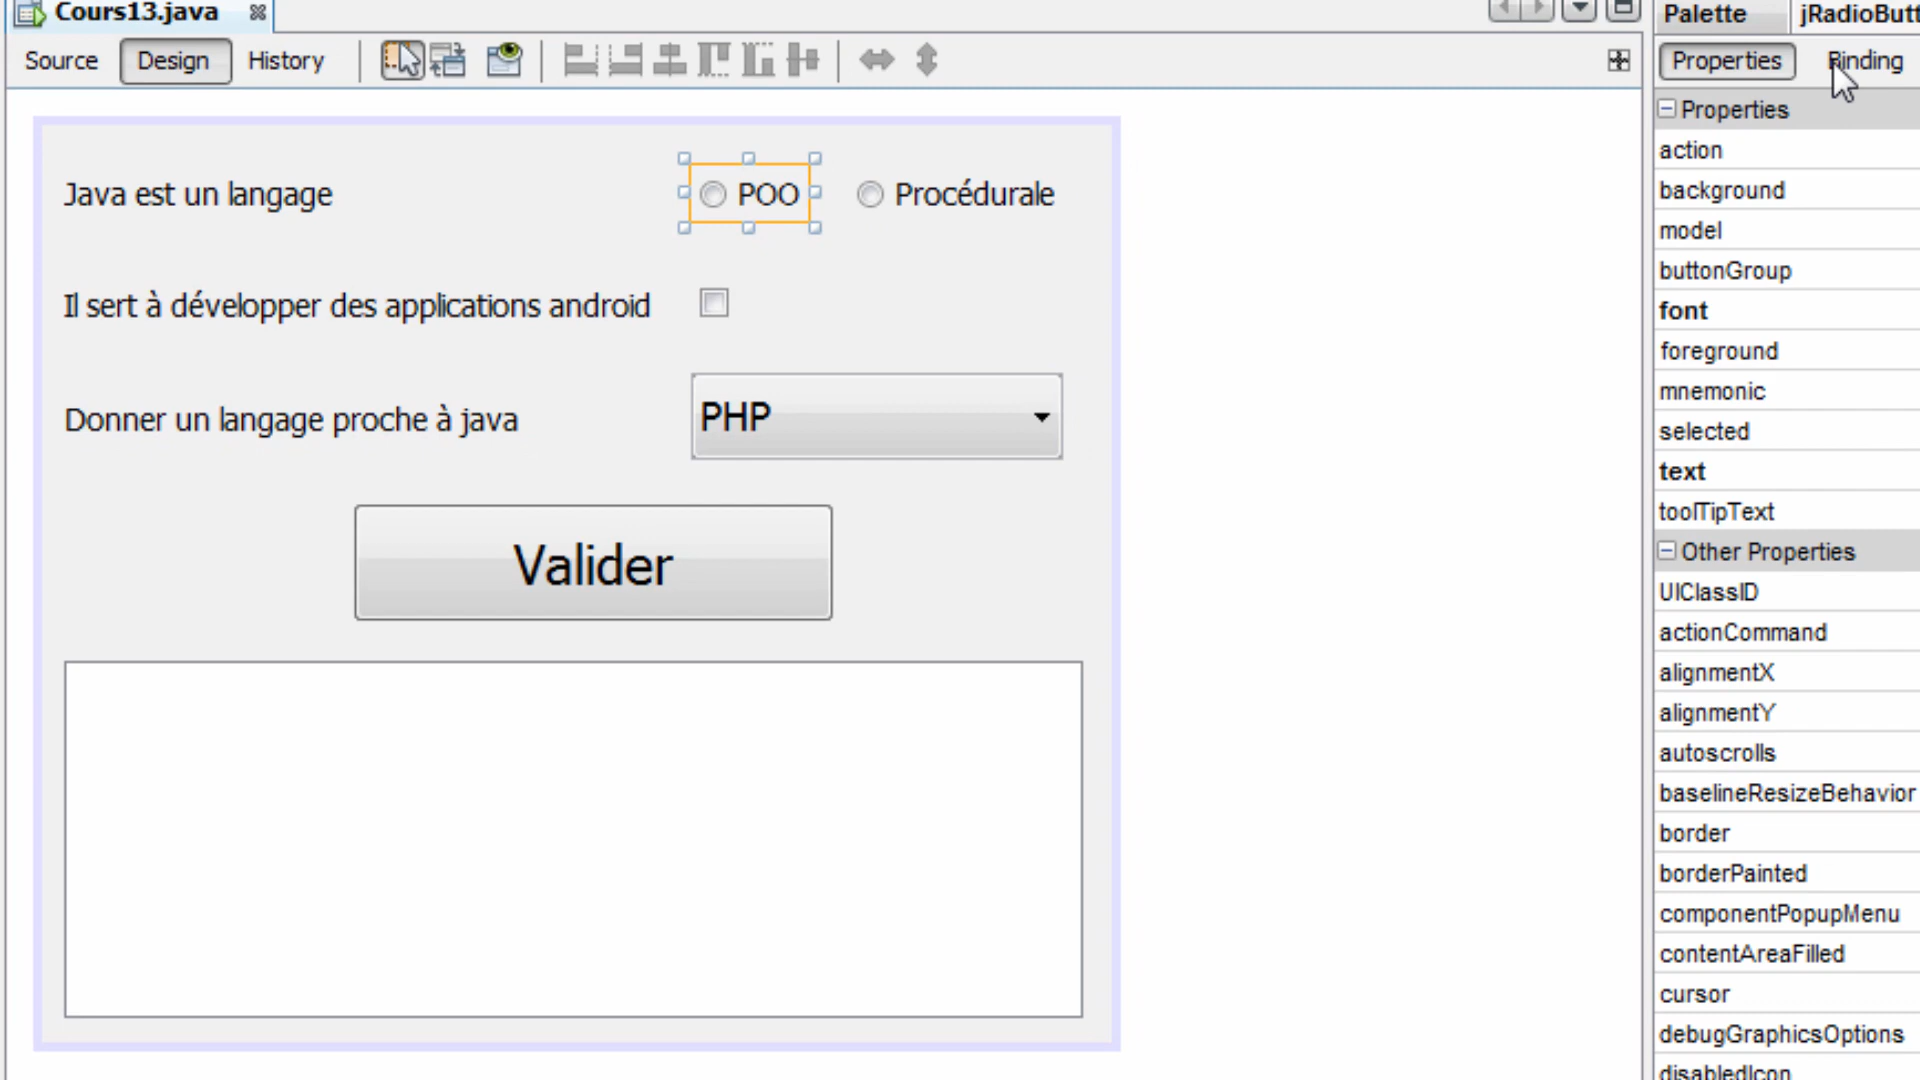 Cours13.java
Palette jRadioButt
Source Design History
Properties Binding
Properties
Java est un langage POO Procédurale
Il sert à développer des applications android
Donner un langage proche à java PHP
Valider
action
background
model
buttonGroup
font
foreground
mnemonic
selected
text
toolTipText
Other Properties
UIClassID
actionCommand
alignmentX
alignmentY
autoscrolls
baselineResizeBehavior
border
borderPainted
componentPopupMenu
contentAreaFilled
cursor
debugGraphicsOptions
disabledIcon